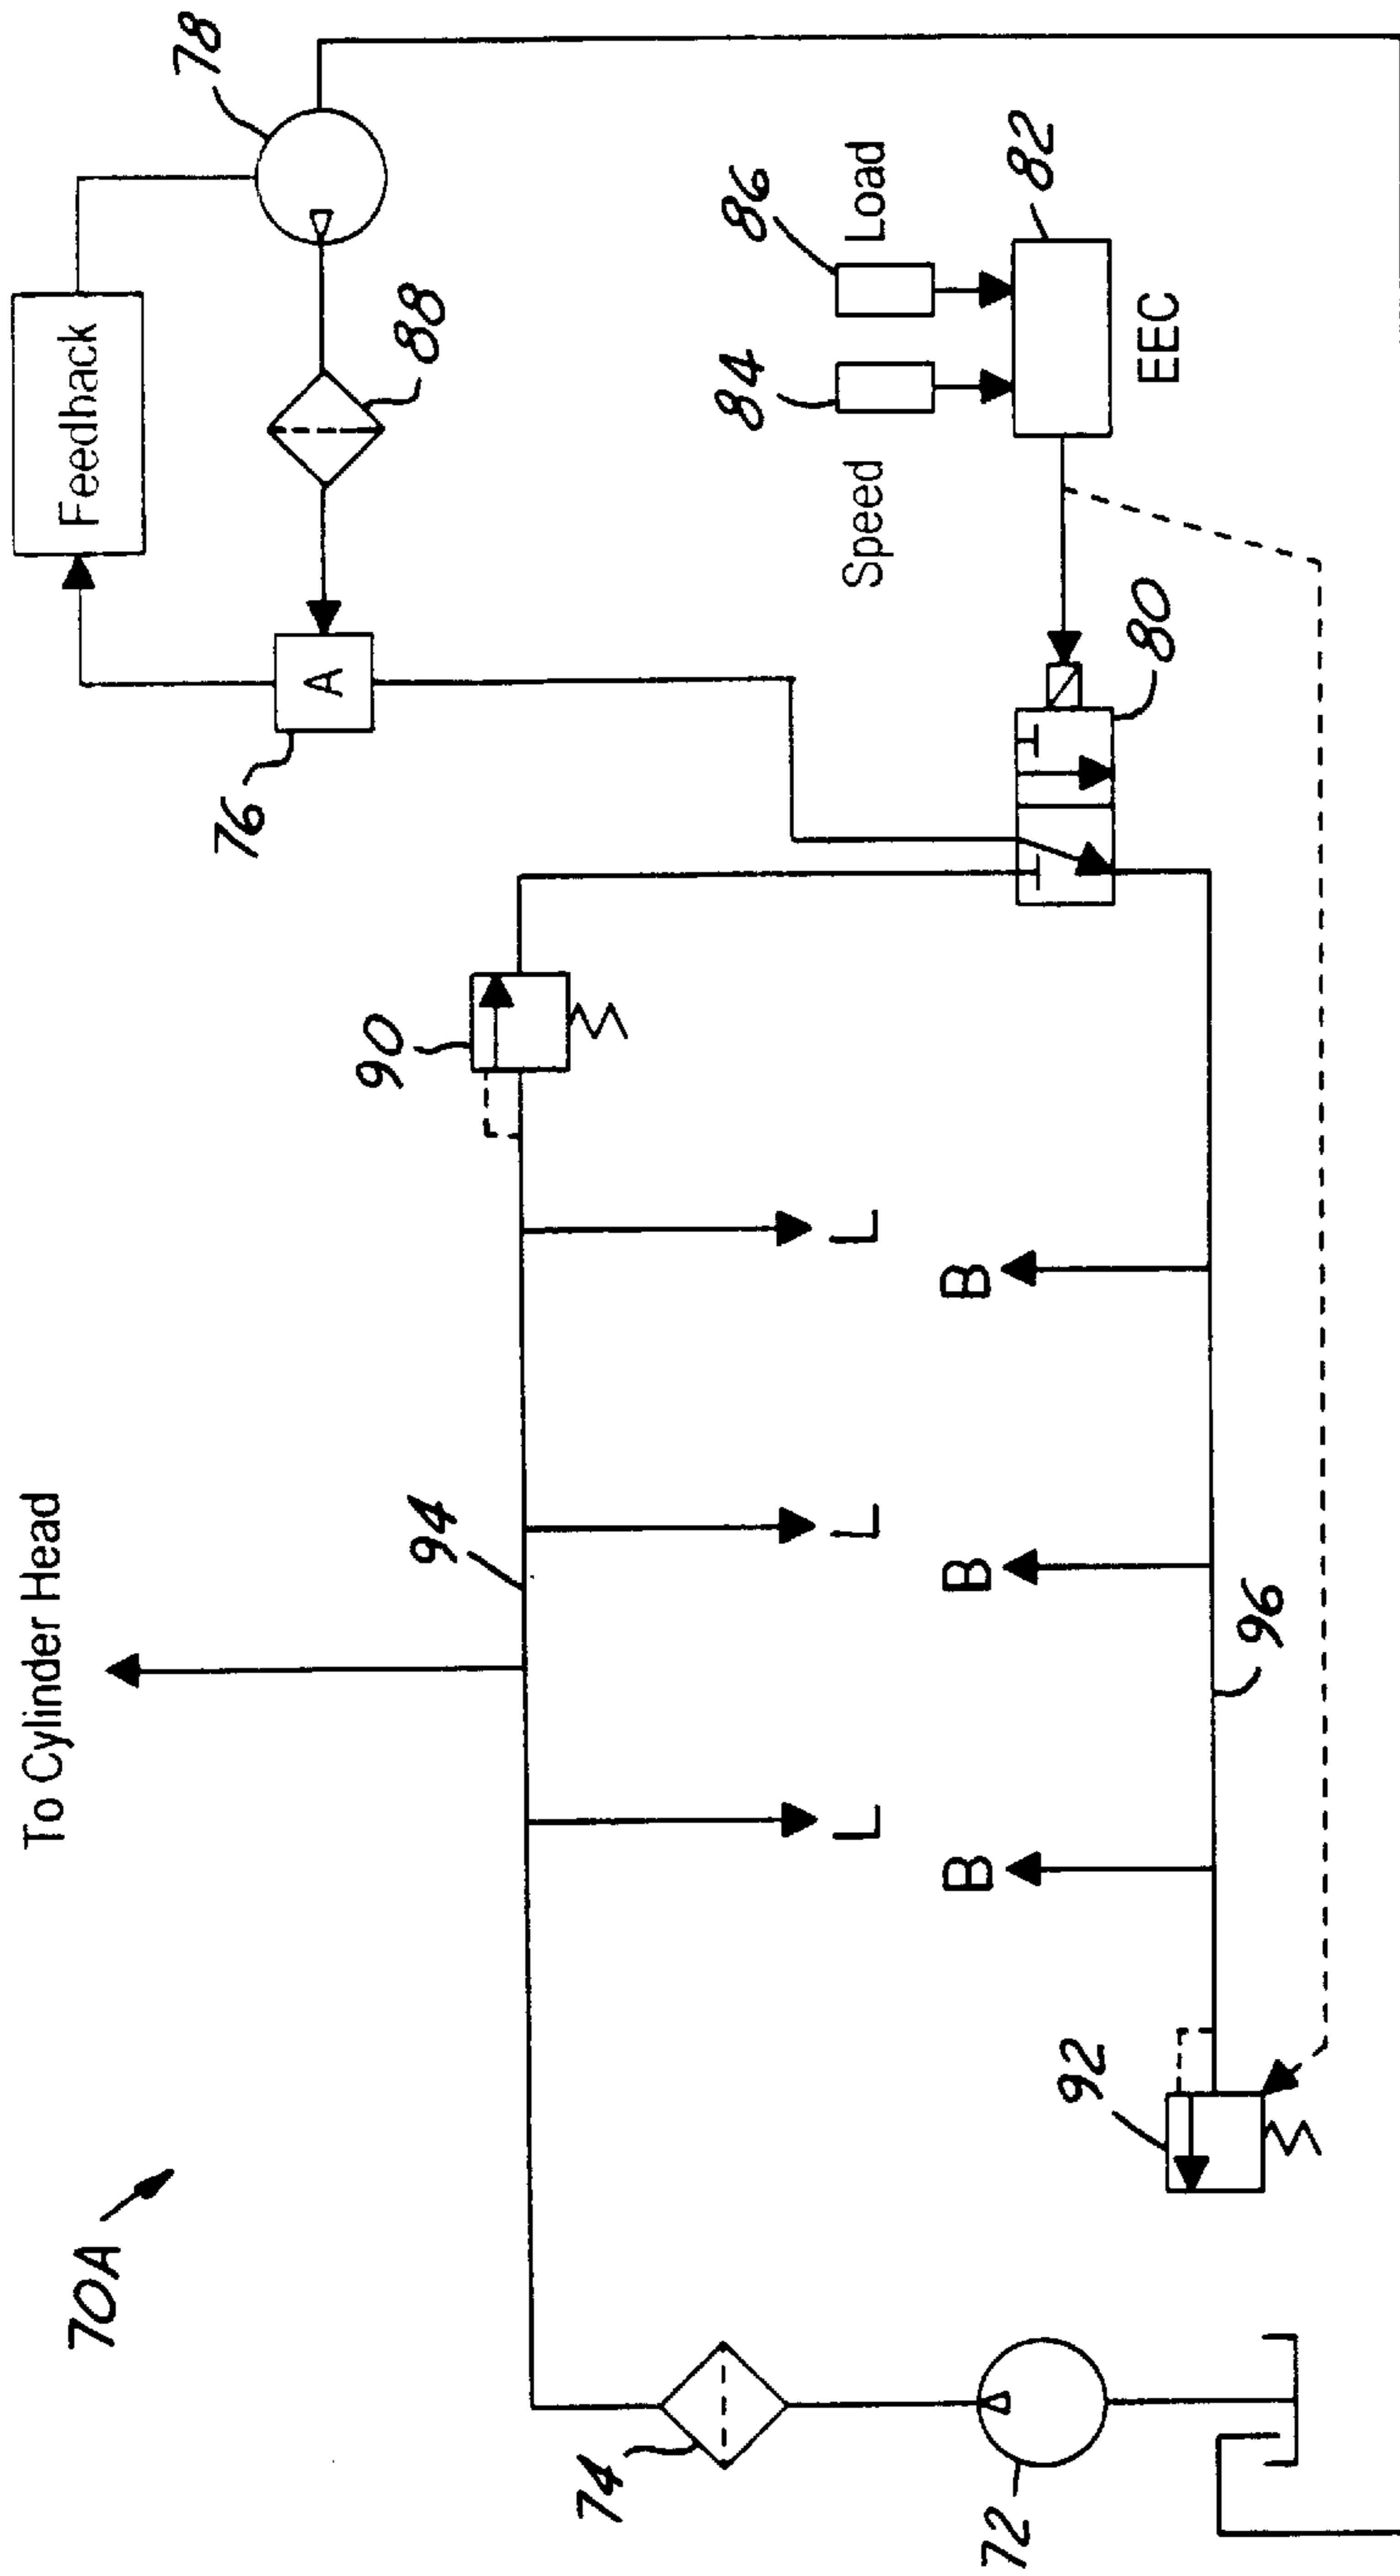 70A
To Cylinder Head
Feedback
78
88
A
76
94
90
L
L
L
B
B
B
84
86
Speed
Load
82
EEC
80
74
72
92
96